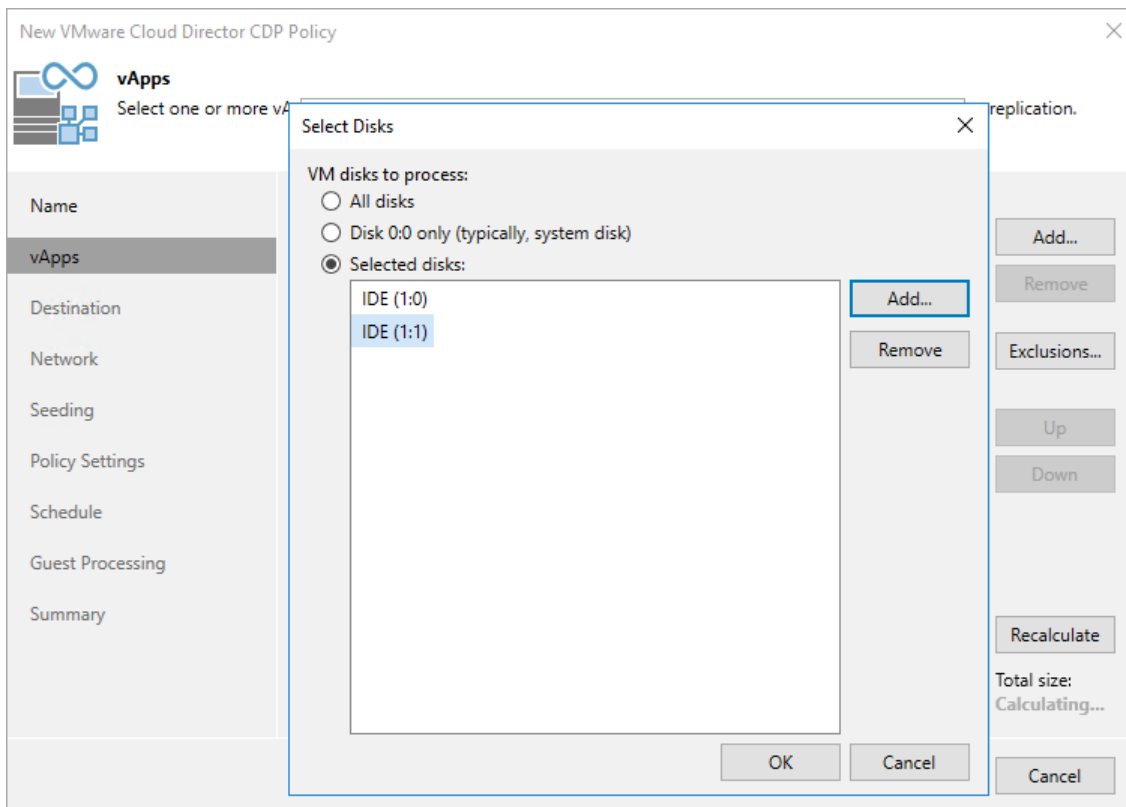 New VMware Cloud Director CDP Policy
vApps
Select one or more vA
replication.
Name
vApps
Destination
Network
Seeding
Policy Settings
Schedule
Guest Processing
Summary
Select Disks
VM disks to process:
All disks
Disk 0:0 only (typically, system disk)
Selected disks:
IDE (1:0)
IDE (1:1)
Add...
Remove
OK
Cancel
Add...
Remove
Exclusions...
Up
Down
Recalculate
Total size:
Calculating...
Cancel